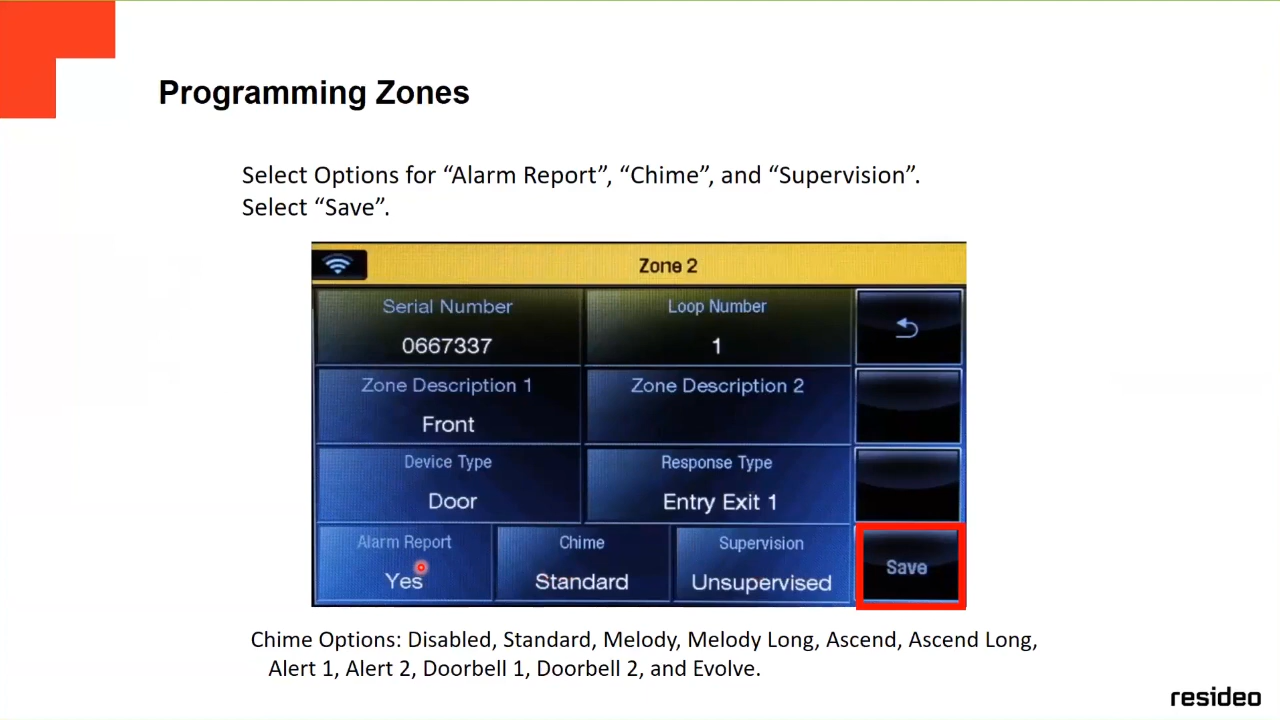 Programming Zones
Select Options for “Alarm Report”, “Chime”, and “Supervision”.
Select “Save”.
Zone 2
Serial Number
0667337
Loop Number
1
Zone Description 1
Front
Zone Description 2
Device Type
Door
Response Type
Entry Exit 1
Alarm Report
Yes
Chime
Standard
Supervision
Unsupervised
Save
Chime Options: Disabled, Standard, Melody, Melody Long, Ascend, Ascend Long,
Alert 1, Alert 2, Doorbell 1, Doorbell 2, and Evolve.
resideo